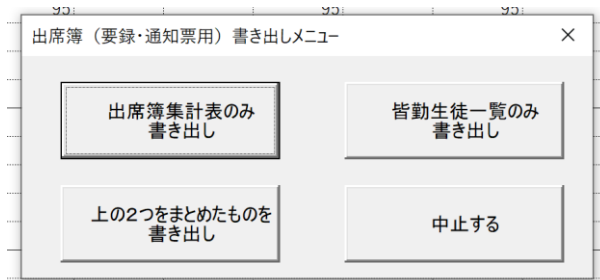 95 95 95
出席簿（要録・通知票用）書き出しメニュー ×
出席簿集計表のみ
書き出し
皆勤生徒一覧のみ
書き出し
上の２つをまとめたものを
書き出し
中止する